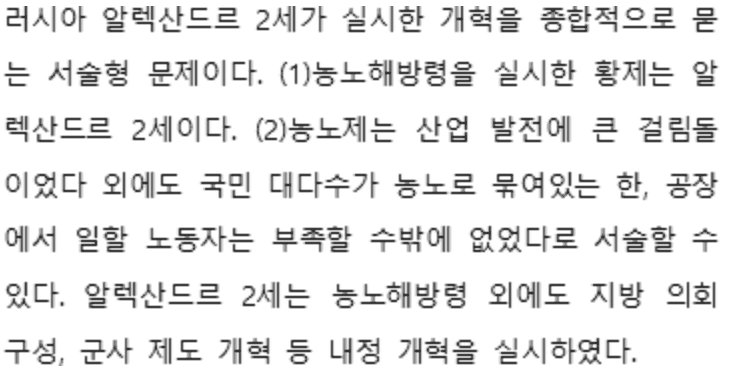 러시아 알렉산드르 2세가 실시한 개혁을 종합적으로 묻
는 서술형 문제이다. (1)농노해방령을 실시한 황제는 알
렉산드르 2세이다. (2)농노제는 산업 발전에 큰 걸림돌
이었다 외에도 국민 대다수가 농노로 묶여있는 한, 공장
에서 일할 노동자는 부족할 수밖에 없었다로 서술할 수
있다. 알렉산드르 2세는 농노해방령 외에도 지방 의회
구성, 군사 제도 개혁 등 내정 개혁을 실시하였다.